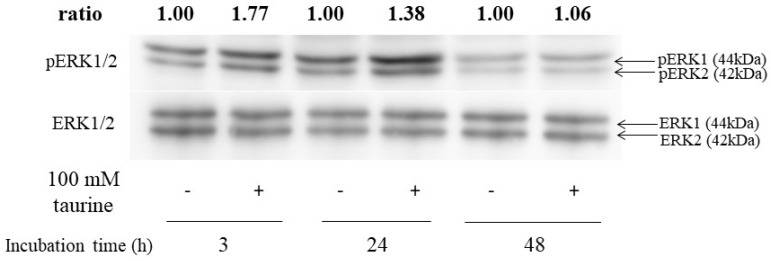 ratio 1.00 1.77 1.00 1.38 1.00 1.06
pERK1/2
pERK1 (44kDa)
pERK2 (42kDa)
ERK1/2
ERK1 (44kDa)
ERK2 (42kDa)
100 mM
taurine - + - + - +
Incubation time (h) 3 24 48